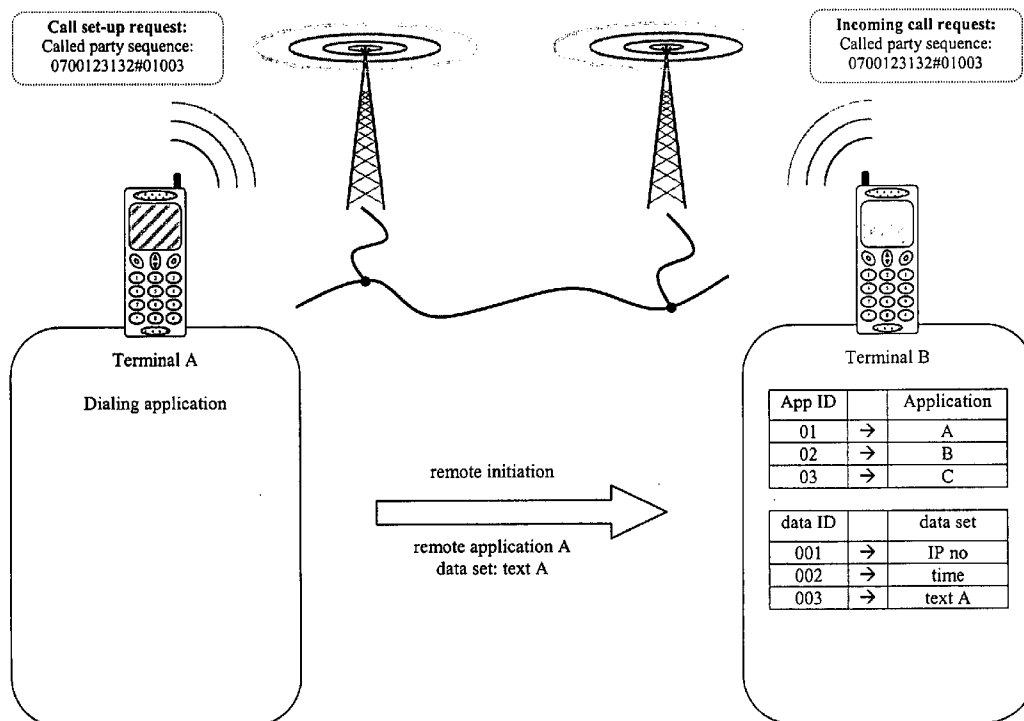 Call set-up request:
Called party sequence:
0700123132#01003
Incoming call request:
Called party sequence:
0700123132#01003
Terminal A
Dialing application
remote initiation
remote application A
data set: text A
Terminal B
App ID Application
01 → A
02 → B
03 → C
data ID data set
001 → IP no
002 → time
003 → text A